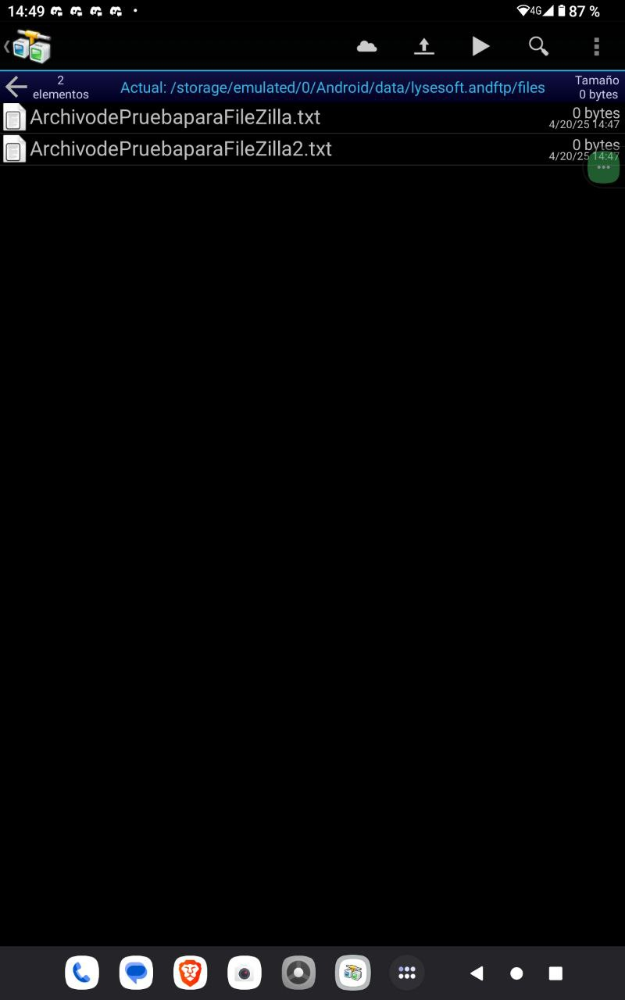 14:49 4G 87 %
2 elementos
Actual: /storage/emulated/0/Android/data/lysesoft.andftp/files
Tamaño
0 bytes
ArchivodePruebaparaFileZilla.txt
0 bytes
4/20/25 14:47
ArchivodePruebaparaFileZilla2.txt
0 bytes
4/20/25 14:47